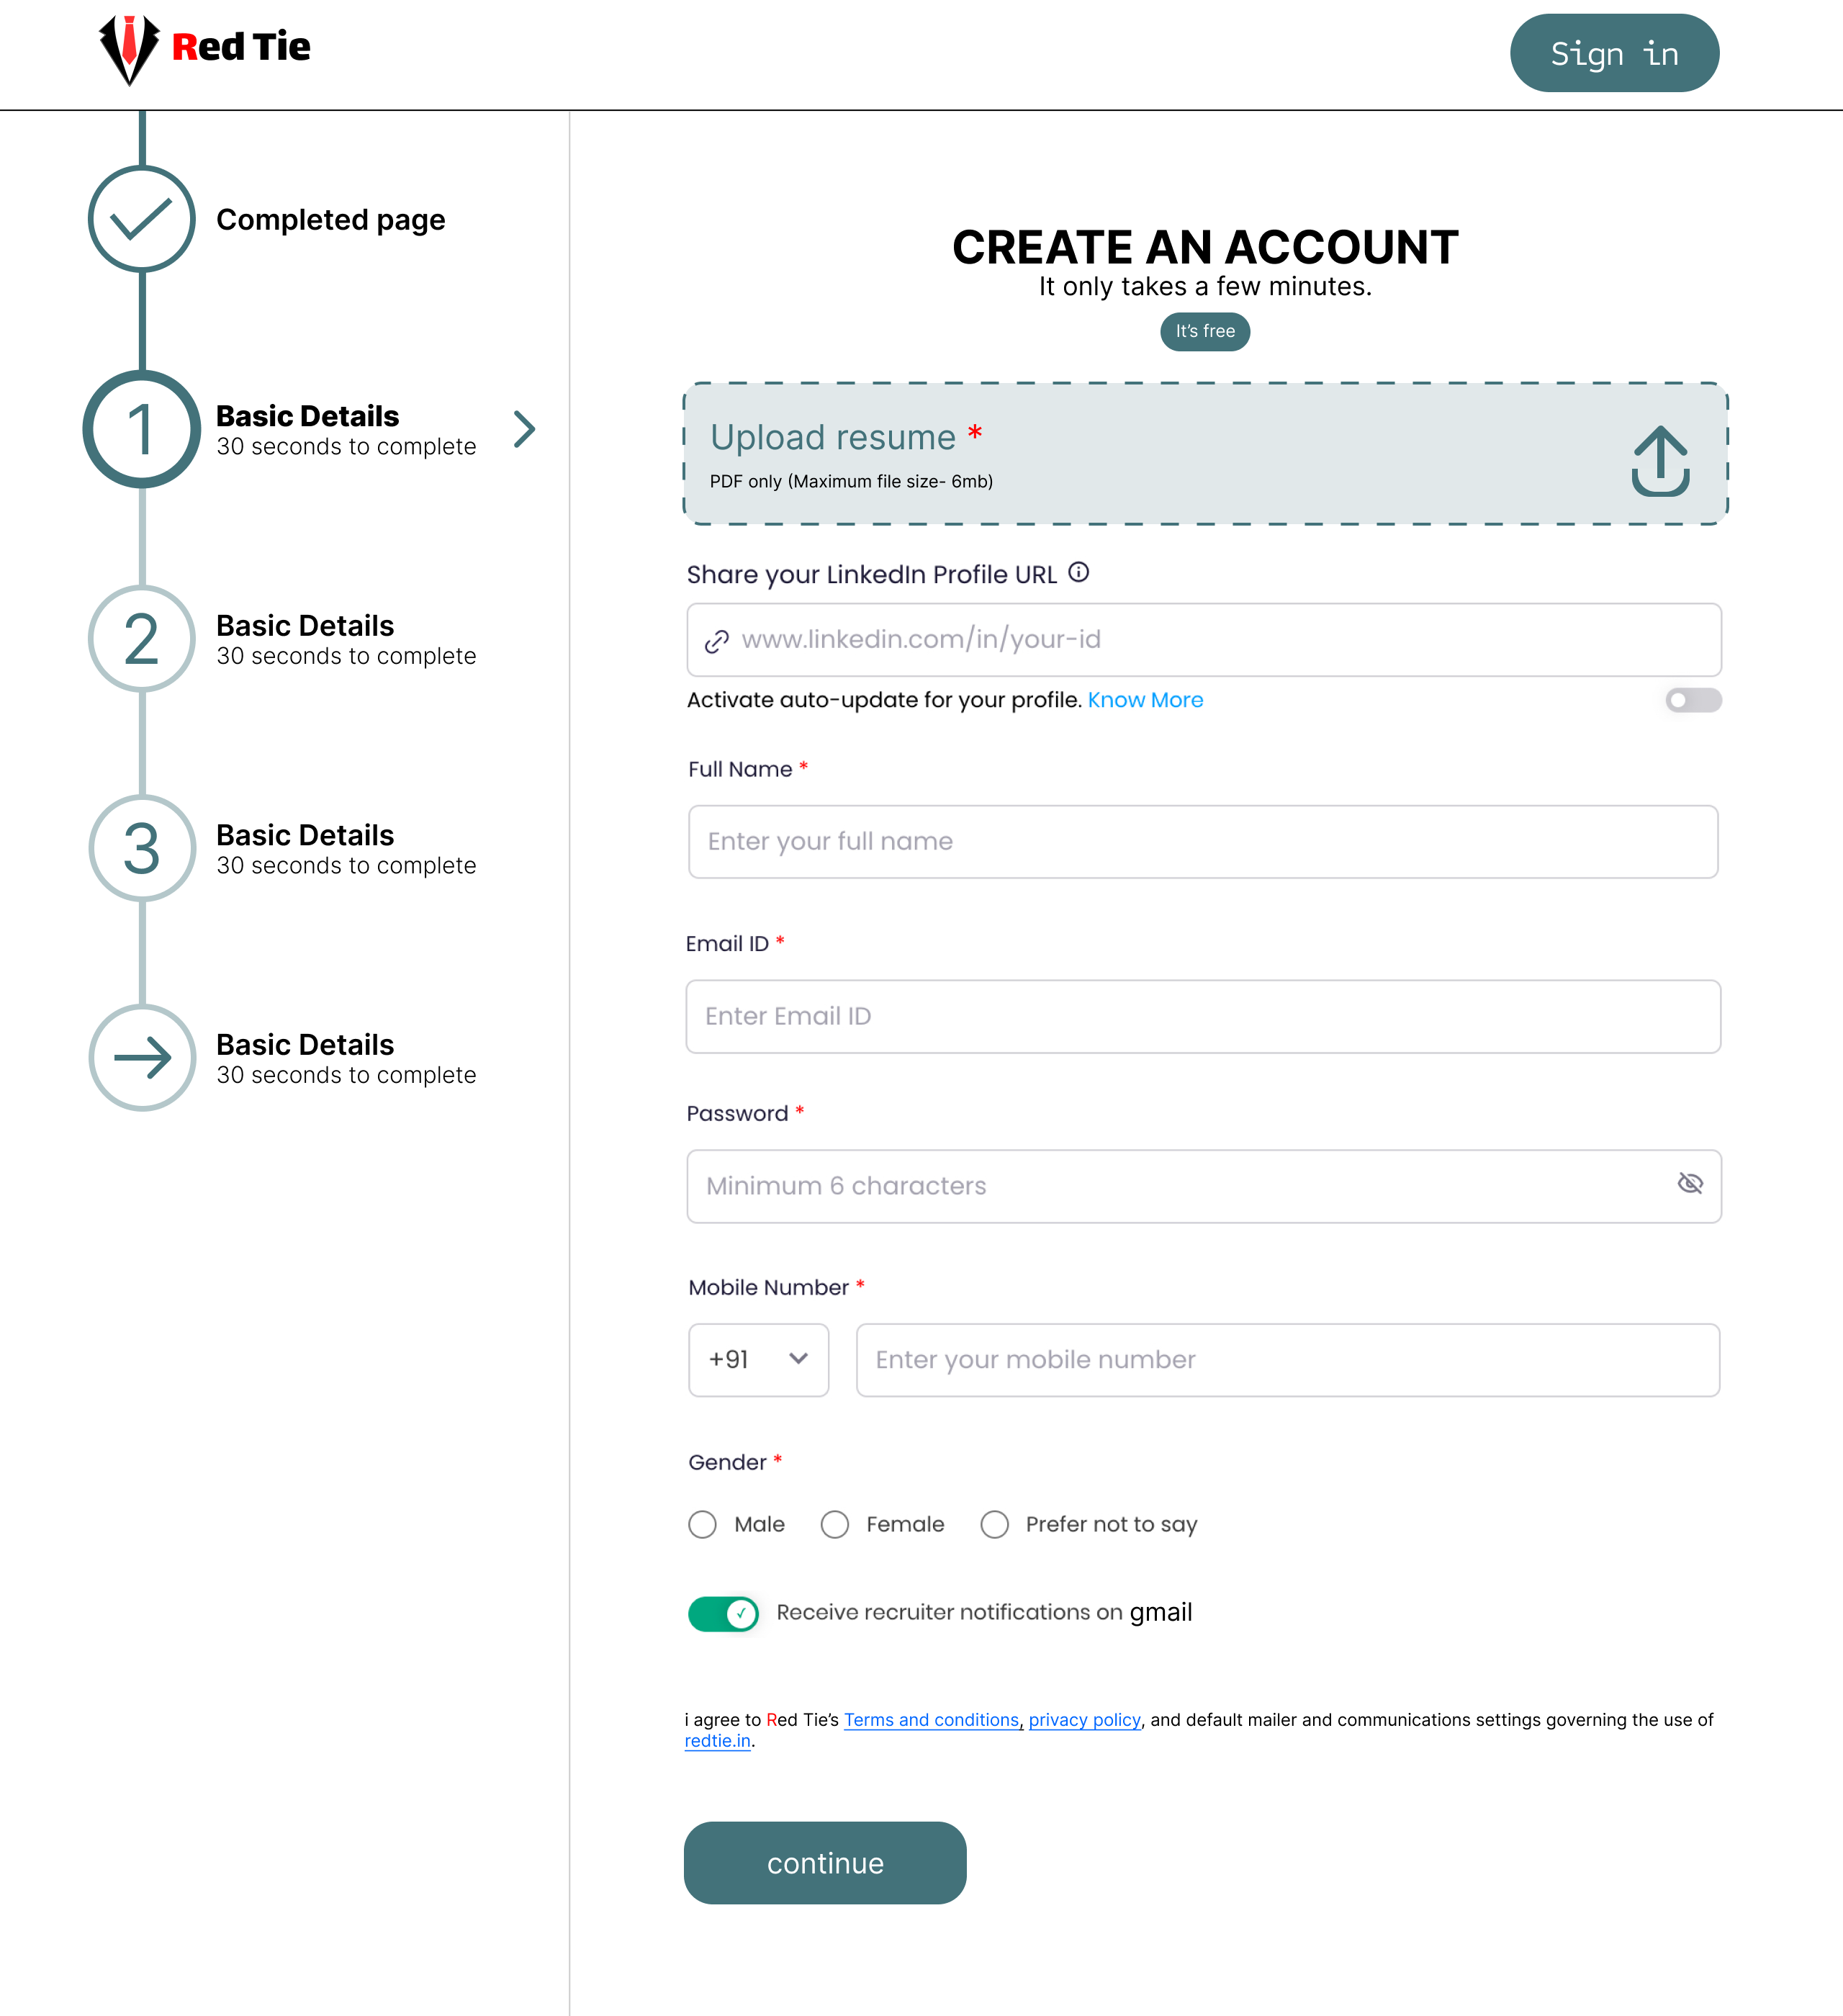 Red Tie
Sign in
Completed page
1
Basic Details
30 seconds to complete
2
Basic Details
30 seconds to complete
3
Basic Details
30 seconds to complete
Basic Details
30 seconds to complete
CREATE AN ACCOUNT
It only takes a few minutes.
It's free
Upload resume *
PDF only (Maximum file size- 6mb)
Share your LinkedIn Profile URL
www.linkedin.com/in/your-id
Activate auto-update for your profile. Know More
Full Name *
Enter your full name
Email ID *
Enter Email ID
Password *
Minimum 6 characters
Mobile Number *
+91 Enter your mobile number
Gender *
Male Female Prefer not to say
Receive recruiter notifications on gmail
i agree to Red Tie’s Terms and conditions, privacy policy, and default mailer and communications settings governing the use of
redtie.in.
continue